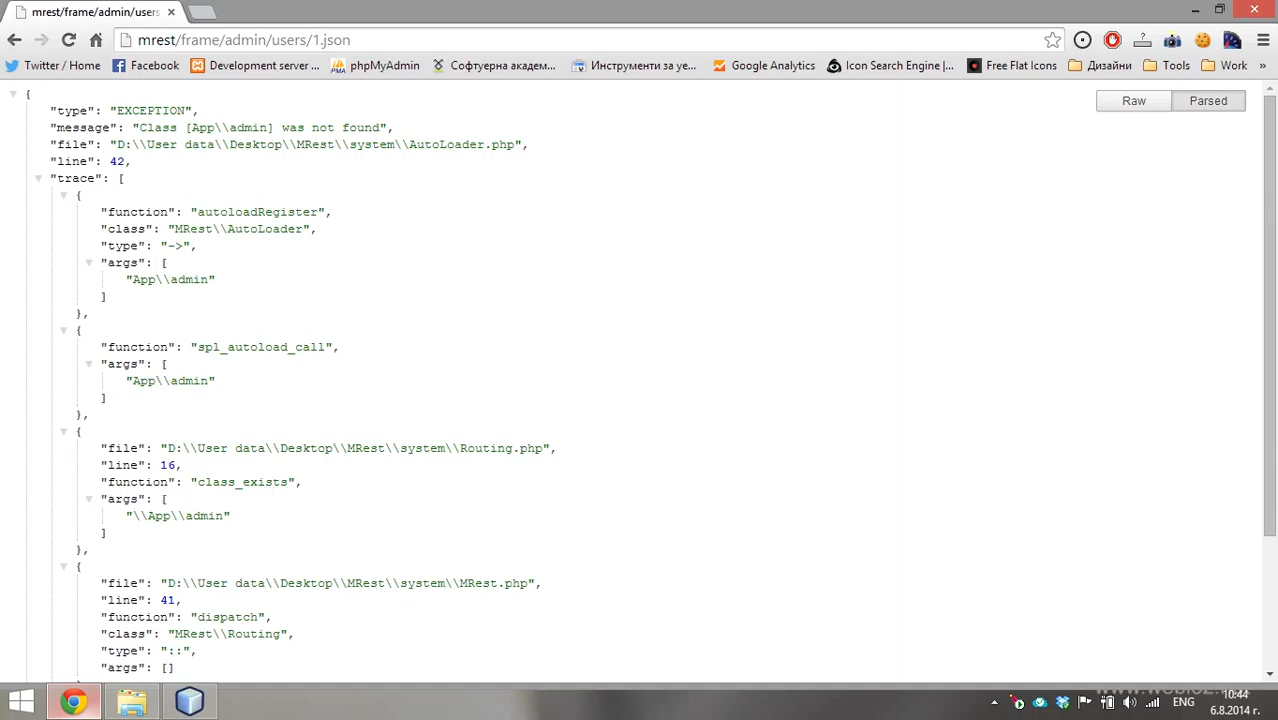 mrest/frame/admin/users
mrest/frame/admin/users/1.json
Twitter / Home Facebook Development server ... phpMyAdmin Софтуерна академ... Инструменти за уе... Google Analytics Icon Search Engine |... Free Flat Icons Дизайни Tools Work »
Raw Parsed
{
"type": "EXCEPTION",
"message": "Class [App\\admin] was not found",
"file": "D:\\User data\\Desktop\\MRest\\system\\AutoLoader.php",
"line": 42,
"trace": [
{
"function": "autoloadRegister",
"class": "MRest\\AutoLoader",
"type": "->",
"args": [
"App\\admin"
]
},
{
"function": "spl_autoload_call",
"args": [
"App\\admin"
]
},
{
"file": "D:\\User data\\Desktop\\MRest\\system\\Routing.php",
"line": 16,
"function": "class_exists",
"args": [
"\\App\\admin"
]
},
{
"file": "D:\\User data\\Desktop\\MRest\\system\\MRest.php",
"line": 41,
"function": "dispatch",
"class": "MRest\\Routing",
"type": "::",
"args": []
ENG
10:44
6.8.2014 г.